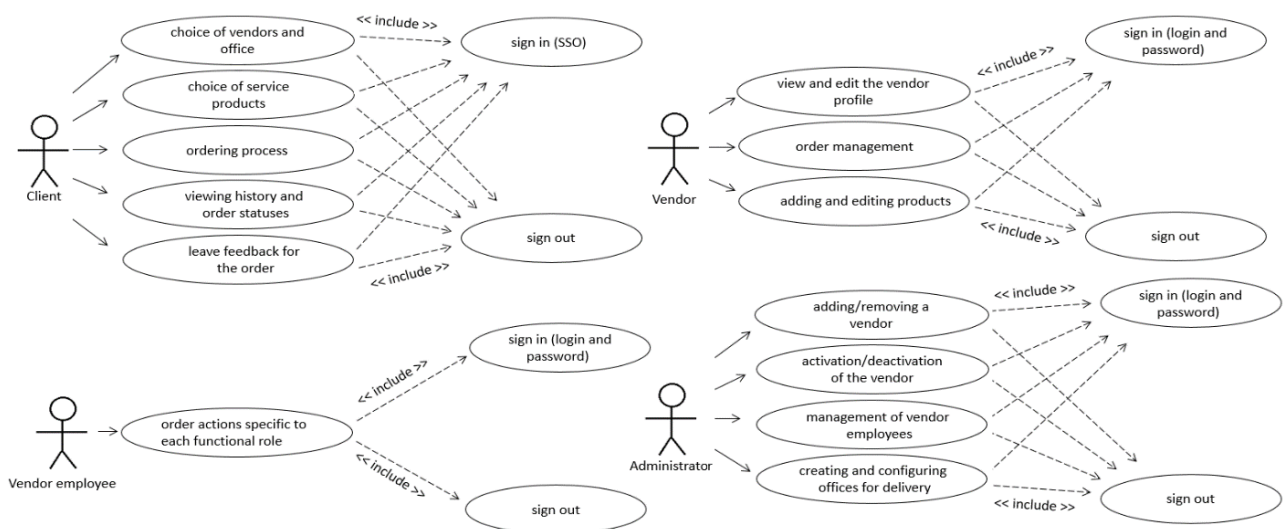 << include >>
choice of vendors and
office
sign in (SSO)
choice of service
products
ordering process
viewing history and
order statuses
leave feedback for
the order
sign out
<< include >>
Client
sign in (login and
password)
<< include >>
view and edit the vendor
profile
order management
adding and editing products
<< include >>
sign out
Vendor
sign in (login and
password)
<< include >>
order actions specific to
each functional role
<< include >>
sign out
Vendor employee
<< include >>
sign in (login and
password)
adding/removing a
vendor
activation/deactivation
of the vendor
management of vendor
employees
creating and configuring
offices for delivery
<< include >>
sign out
Administrator